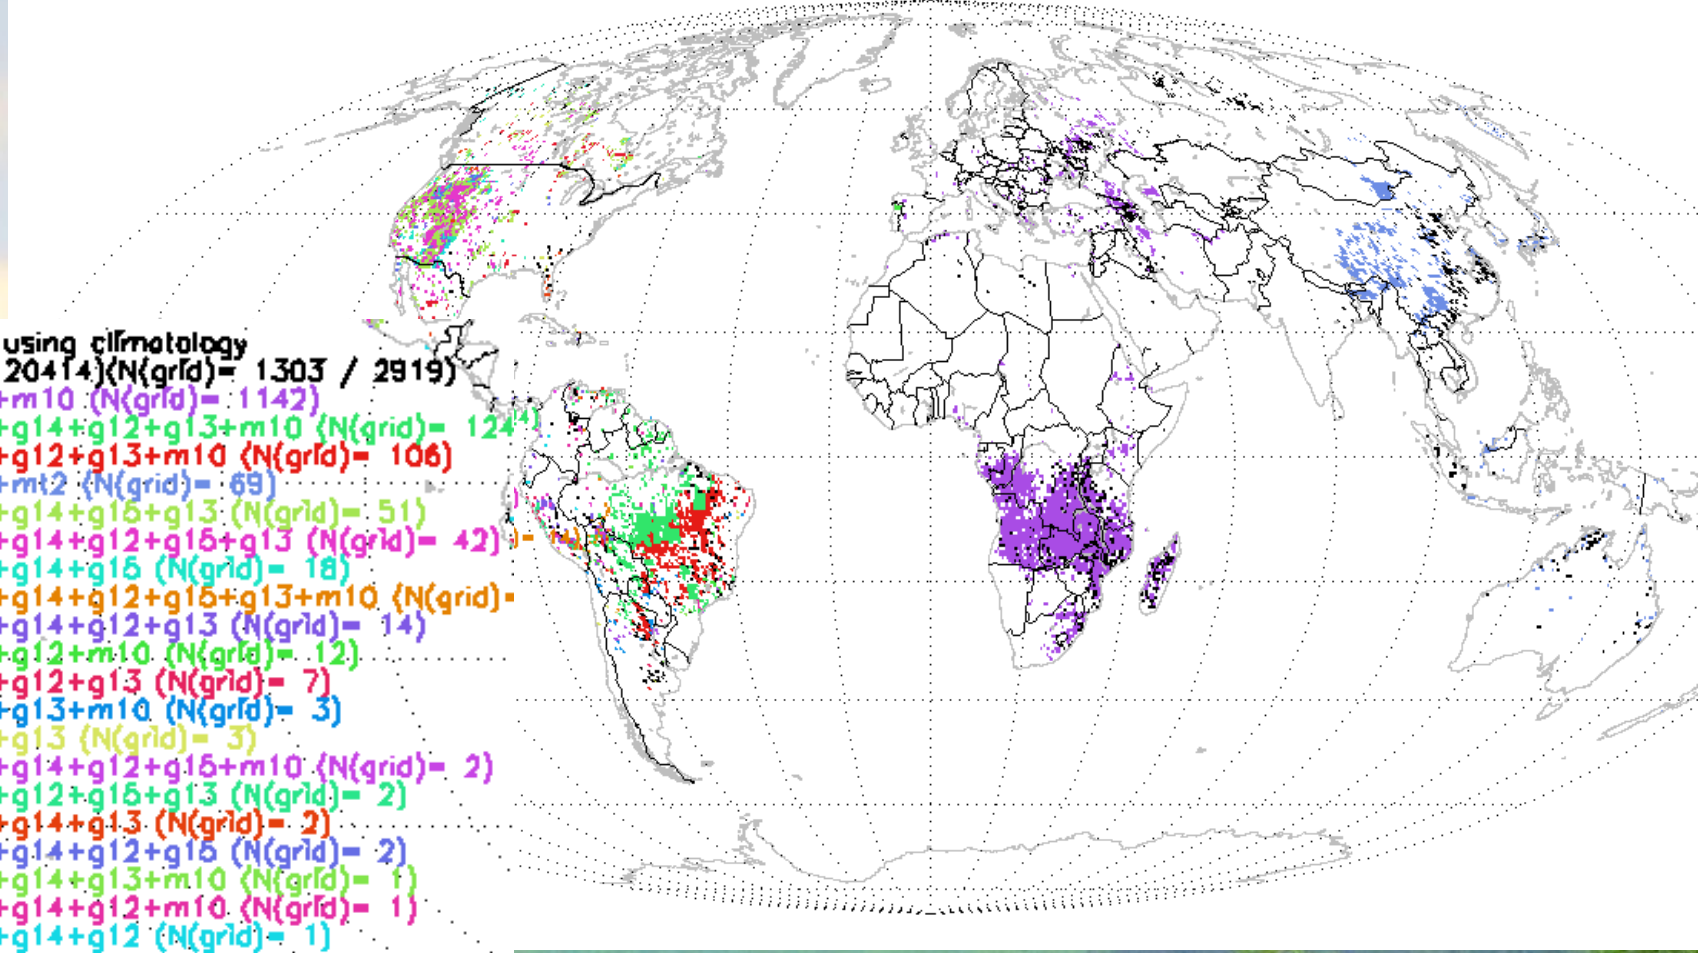 using climatology
20414)(N(grid)= 1303 / 2919)
+m10 (N(grid)= 1142)
+g14+g12+g13+m10 (N(grid)= 124
+g12+g13+m10 (N(grid)= 106)
+mt2 (N(grid)= 69)
+g14+g15+g13 (N(grid)= 51)
+g14+g12+g15+g13 (N(grid)= 42)
+g14+g15 (N(grid)= 18)
+g14+g12+g15+g13+m10 (N(grid)=
+g14+g12+g13 (N(grid)= 14)
+g12+m10 (N(grid)= 12)
+g12+g13 (N(grid)= 7)
+g13+m10 (N(grid)= 3)
+g13 (N(grid)= 3)
+g14+g12+g15+m10 (N(grid)= 2)
+g12+g15+g13 (N(grid)= 2)
+g14+g13 (N(grid)= 2)
+g14+g12+g15 (N(grid)= 2)
+g14+g13+m10 (N(grid)= 1)
+g14+g12+m10 (N(grid)= 1)
+g14+g12 (N(grid)= 1)